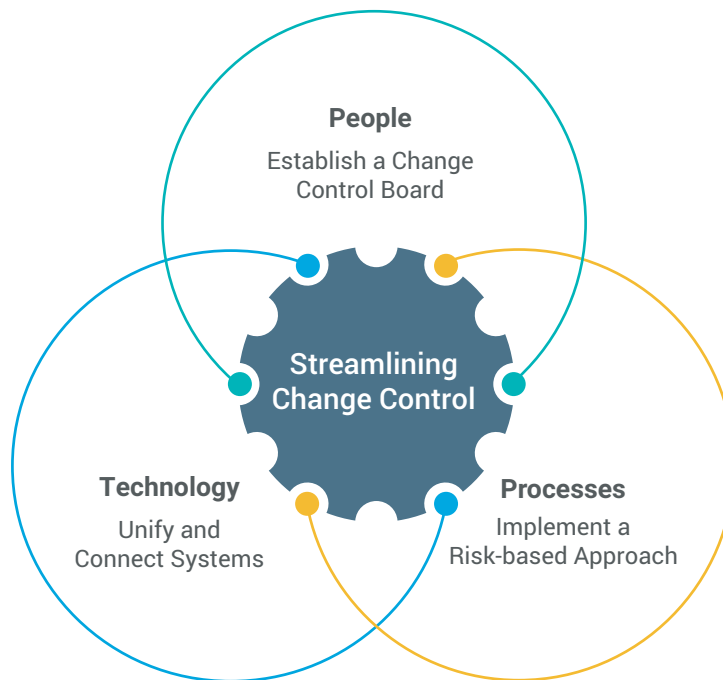 People
Establish a Change
Control Board
Streamlining
Change Control
Technology
Unify and
Connect Systems
Processes
Implement a
Risk-based Approach